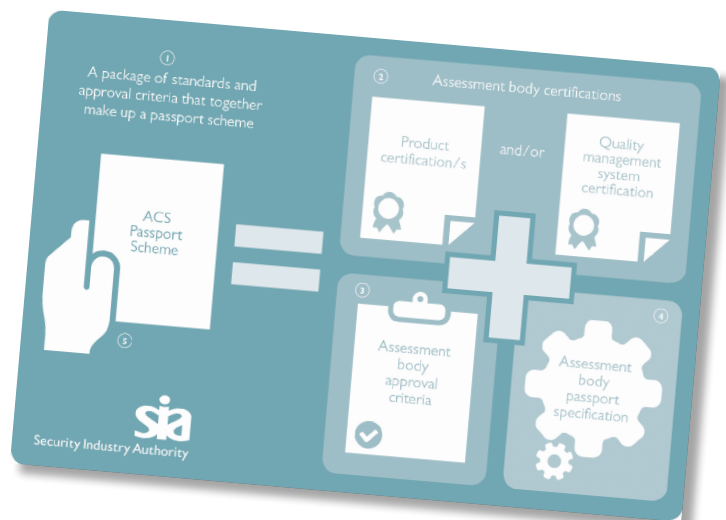 1
A package of standards and
approval criteria that together
make up a passport scheme
ACS
Passport
Scheme
5
sia
Security Industry Authority
2
Assessment body certifications
Product
certification/s
and/or
Quality
management
system
certification
3
Assessment
body
approval
criteria
4
Assessment
body
passport
specification